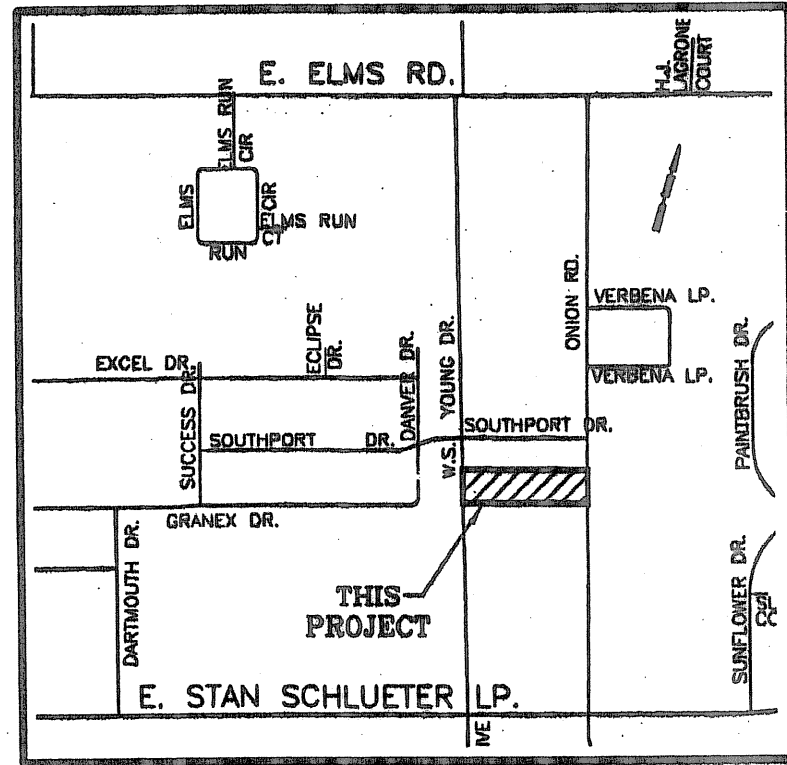 E. ELMS RD.
H.J.
LAGRONE
COURT
ELMS RUN
CIR
ELMS
CIR
ELMS RUN
CT
RUN
VERBENA LP.
ONION RD.
ECLIPSE
DR.
VERBENA LP.
EXCEL DR.
DANVER DR.
W.S. YOUNG DR.
PAINTBRUSH DR.
SUCCESS DR.
SOUTHPORT DR.
SOUTHPORT DR.
GRANEX DR.
DARTMOUTH DR.
THIS
PROJECT
SUNFLOWER DR.
E. STAN SCHLUETER LP.
IVE